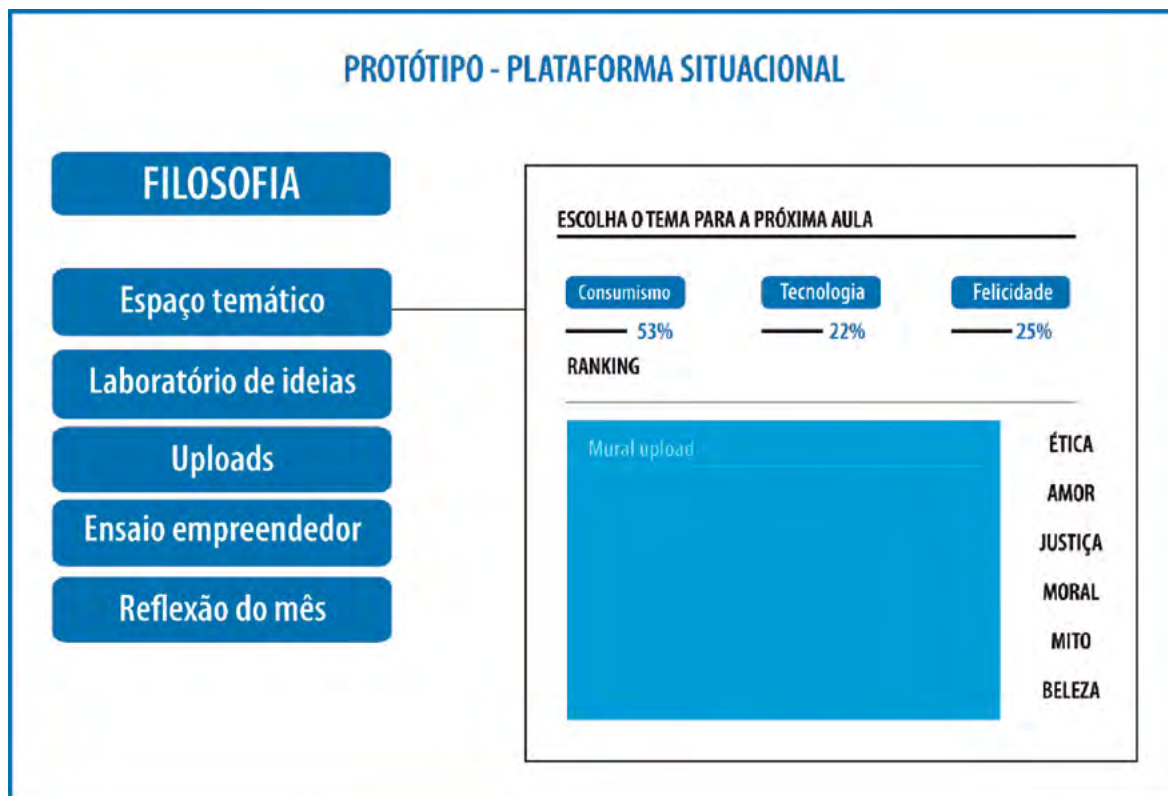 PROTÓTIPO - PLATAFORMA SITUACIONAL
FILOSOFIA
Espaço temático
Laboratório de ideias
Uploads
Ensaio empreendedor
Reflexão do mês
ESCOLHA O TEMA PARA A PRÓXIMA AULA
Consumismo Tecnologia Felicidade
53% 22% 25%
RANKING
Mural upload
ÉTICA
AMOR
JUSTIÇA
MORAL
MITO
BELEZA